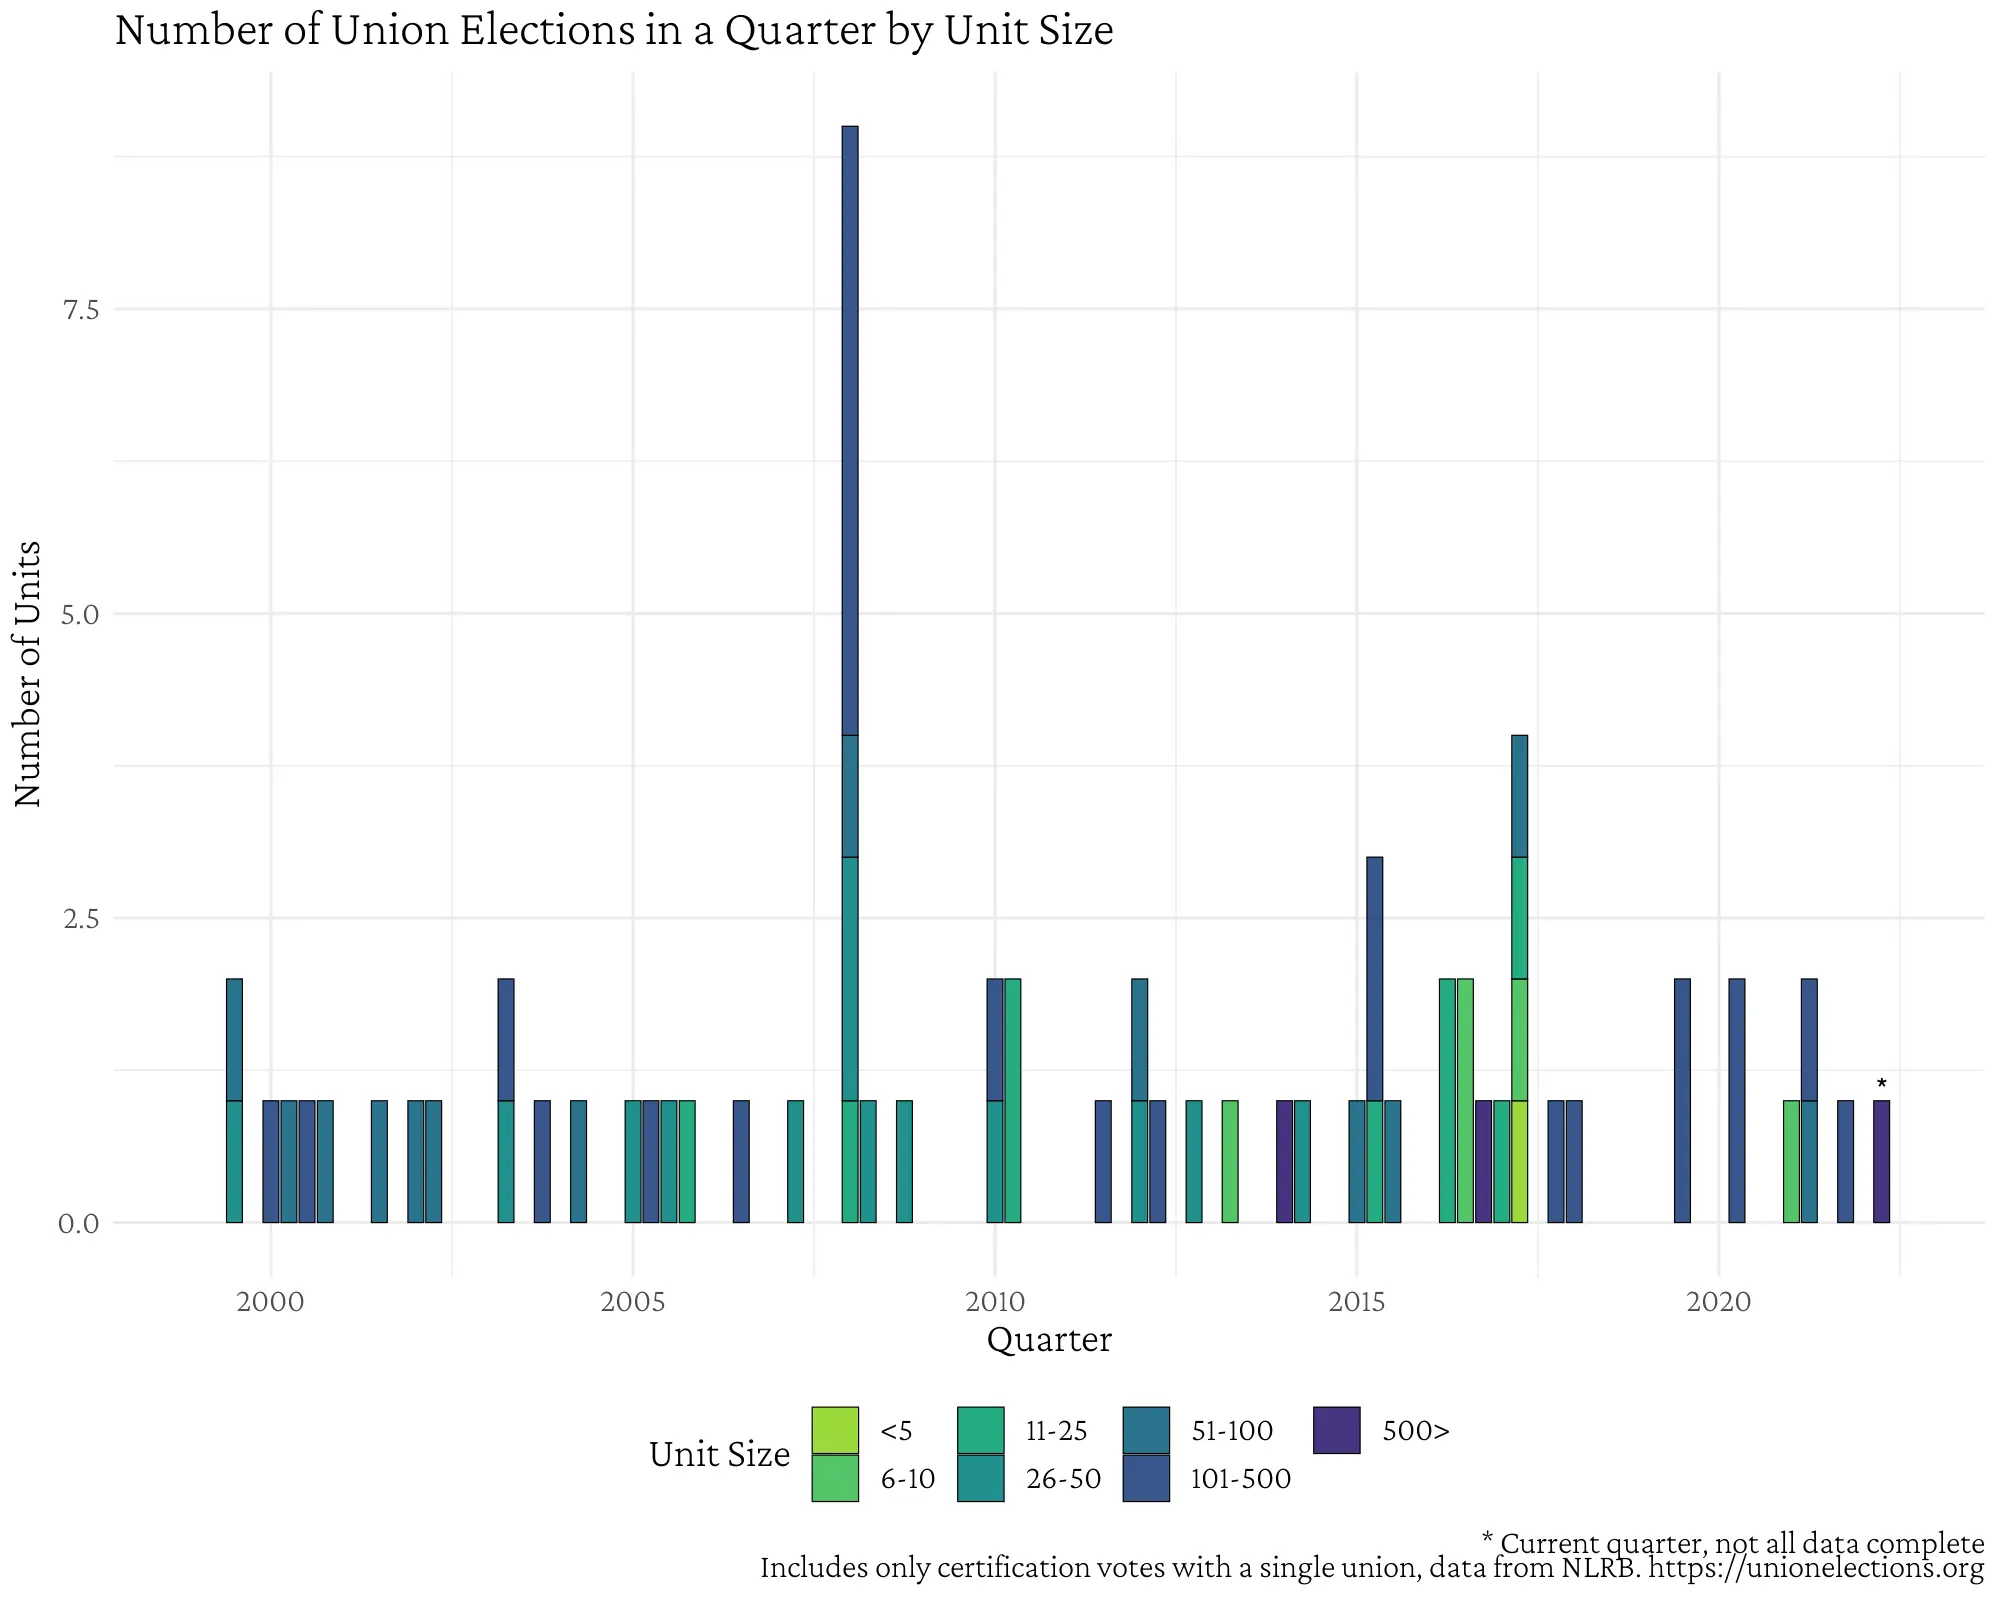 Number of Union Elections in a Quarter by Unit Size
Number of Units
7.5
5.0
2.5
0.0
*
2000 2005 2010 2015 2020
Quarter
Unit Size
<5 11-25 51-100 500>
6-10 26-50 101-500
* Current quarter, not all data complete
Includes only certification votes with a single union, data from NLRB. https://unionelections.org